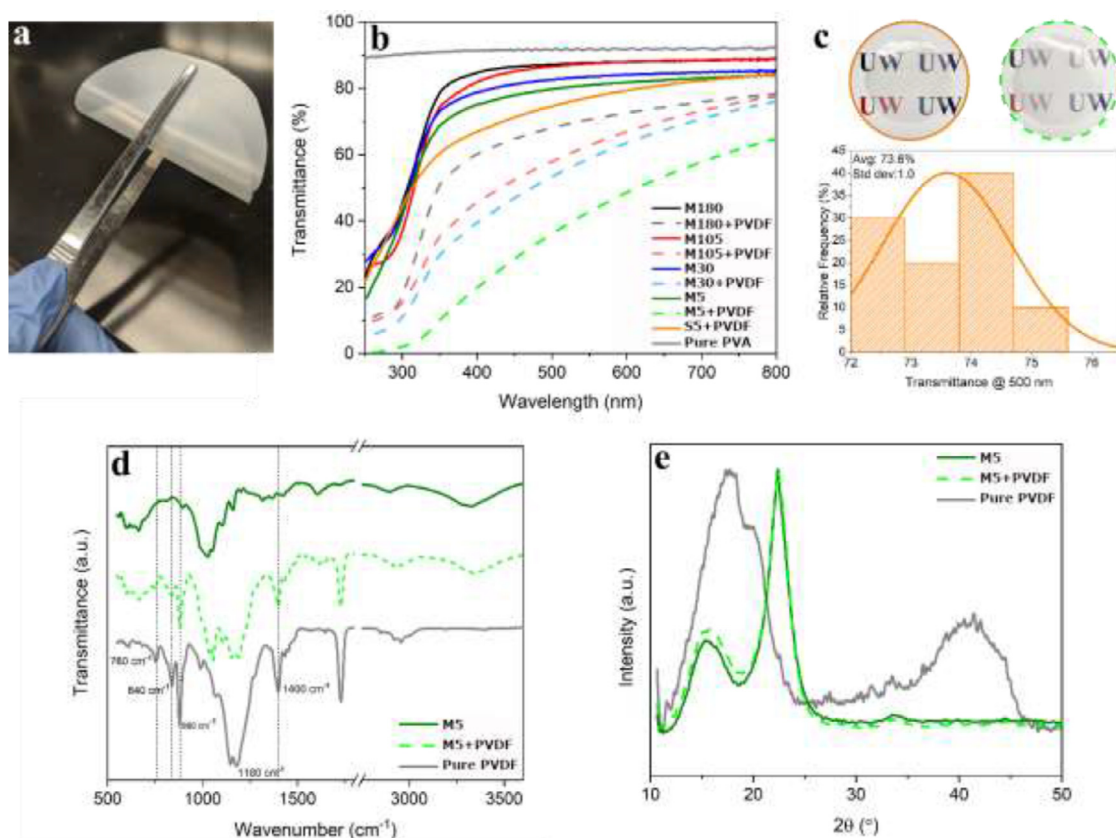 a
b
Transmittance (%)
100
80
60
40
20
0
M180
M180+PVDF
M105
M105+PVDF
M30
M30+PVDF
M5
M5+PVDF
S5+PVDF
Pure PVA
300 400 500 600 700 800
Wavelength (nm)
c
UW UW
UW UW
UW UW
UW UW
Relative Frequency (%)
45
40
35
30
25
20
15
10
5
0
Avg: 73.6%
Std dev:1.0
72 73 74 75 76
Transmittance @ 500 nm
d
Transmittance (a.u.)
760 cm⁻¹
840 cm⁻¹
1400 cm⁻¹
1180 cm⁻¹
M5
M5+PVDF
Pure PVDF
500 1000 1500 3000 3500
Wavenumber (cm⁻¹)
e
Intensity (a.u.)
M5
M5+PVDF
Pure PVDF
10 20 30 40 50
2θ (°)